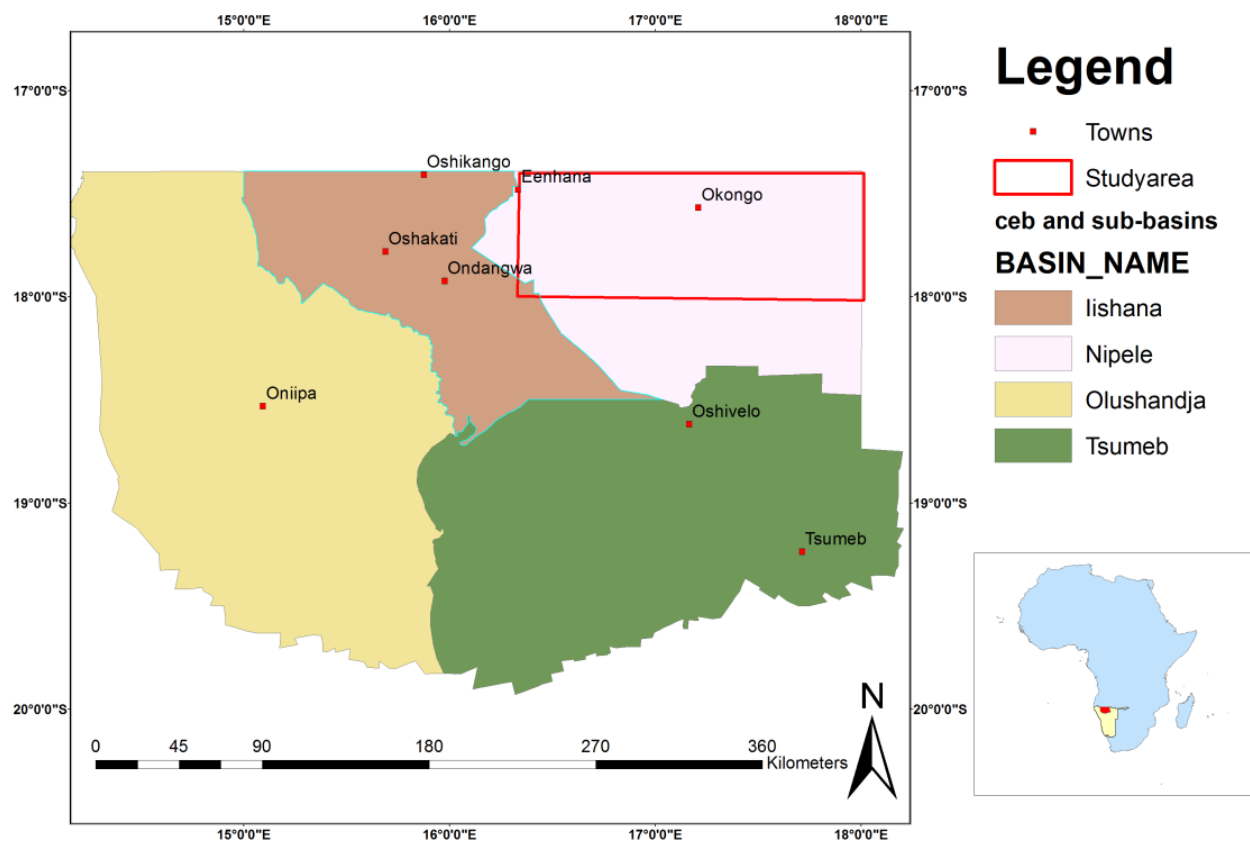 15°0'0"E 16°0'0"E 17°0'0"E 18°0'0"E
17°0'0"S 17°0'0"S
18°0'0"S 18°0'0"S
19°0'0"S 19°0'0"S
20°0'0"S 20°0'0"S
Oshikango
Eenhana
Okongo
Oshakati
Ondangwa
Oniipa
Oshivelo
Tsumeb
N
0 45 90 180 270 360
Kilometers
15°0'0"E 16°0'0"E 17°0'0"E 18°0'0"E
Legend
Towns
Studyarea
ceb and sub-basins
BASIN_NAME
Iishana
Nipele
Olushandja
Tsumeb